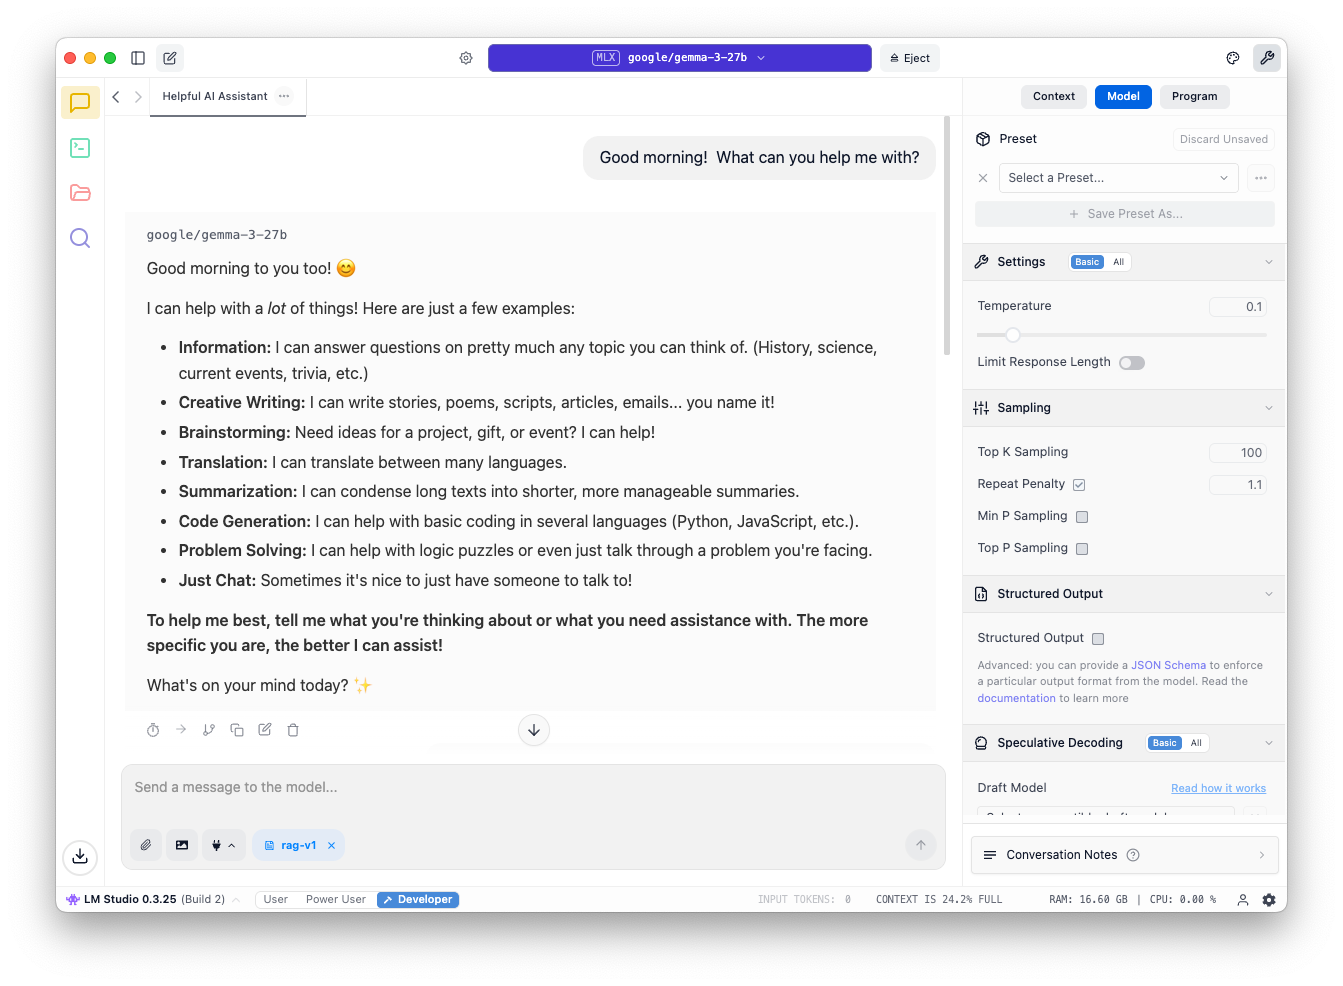 MLX google/gemma-3-27b
Eject
Helpful AI Assistant
Context Model Program
Good morning!  What can you help me with?
google/gemma-3-27b
Good morning to you too! 😊
I can help with a lot of things! Here are just a few examples:
• Information: I can answer questions on pretty much any topic you can think of. (History, science,
current events, trivia, etc.)
• Creative Writing: I can write stories, poems, scripts, articles, emails... you name it!
• Brainstorming: Need ideas for a project, gift, or event? I can help!
• Translation: I can translate between many languages.
• Summarization: I can condense long texts into shorter, more manageable summaries.
• Code Generation: I can help with basic coding in several languages (Python, JavaScript, etc.).
• Problem Solving: I can help with logic puzzles or even just talk through a problem you're facing.
• Just Chat: Sometimes it's nice to just have someone to talk to!
To help me best, tell me what you're thinking about or what you need assistance with. The more
specific you are, the better I can assist!
What's on your mind today? ✨
Send a message to the model...
rag-v1
Preset
Discard Unsaved
Select a Preset...
+ Save Preset As...
Settings Basic All
Temperature 0.1
Limit Response Length
Sampling
Top K Sampling 100
Repeat Penalty 1.1
Min P Sampling
Top P Sampling
Structured Output
Structured Output
Advanced: you can provide a JSON Schema to enforce
a particular output format from the model. Read the
documentation to learn more
Speculative Decoding Basic All
Draft Model Read how it works
Conversation Notes
LM Studio 0.3.25 (Build 2)
User Power User Developer
INPUT TOKENS: 0
CONTEXT IS 24.2% FULL
RAM: 16.60 GB | CPU: 0.00 %